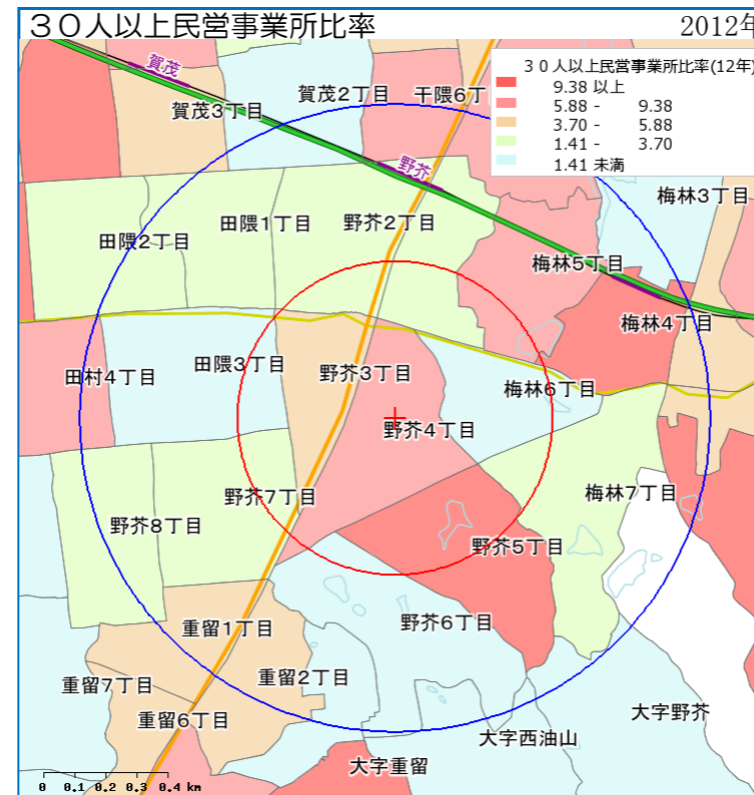 ３０人以上民営事業所比率
2012年
３０人以上民営事業所比率(12年)
9.38 以上
5.88 - 9.38
3.70 - 5.88
1.41 - 3.70
1.41 未満
賀茂
賀茂3丁目
賀茂2丁目
干隈6丁
野芥
梅林3丁目
田隈2丁目
田隈1丁目
野芥2丁目
梅林5丁目
梅林4丁目
田村4丁目
田隈3丁目
野芥3丁目
梅林6丁目
野芥4丁目
野芥7丁目
梅林7丁目
野芥8丁目
野芥5丁目
重留1丁目
野芥6丁目
重留7丁目
重留2丁目
重留6丁目
大字野芥
大字西油山
大字重留
0 0.1 0.2 0.3 0.4 km